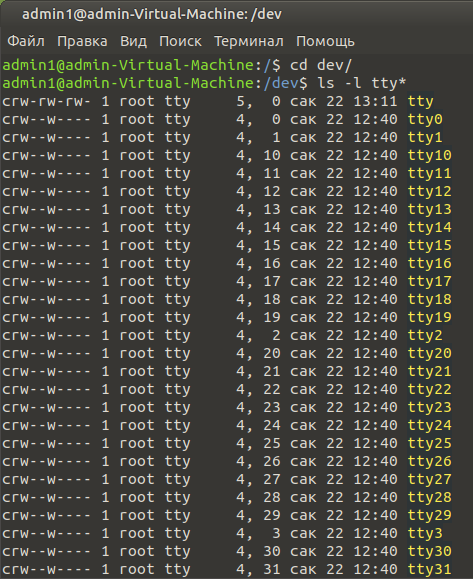 admin1@admin-Virtual-Machine: /dev
Файл Правка Вид Поиск Терминал Помощь
admin1@admin-Virtual-Machine:/$ cd dev/
admin1@admin-Virtual-Machine:/dev$ ls -l tty*
crw-rw-rw- 1 root tty     5,  0 сак 22 13:11 tty
crw--w---- 1 root tty     4,  0 сак 22 12:40 tty0
crw--w---- 1 root tty     4,  1 сак 22 12:40 tty1
crw--w---- 1 root tty     4, 10 сак 22 12:40 tty10
crw--w---- 1 root tty     4, 11 сак 22 12:40 tty11
crw--w---- 1 root tty     4, 12 сак 22 12:40 tty12
crw--w---- 1 root tty     4, 13 сак 22 12:40 tty13
crw--w---- 1 root tty     4, 14 сак 22 12:40 tty14
crw--w---- 1 root tty     4, 15 сак 22 12:40 tty15
crw--w---- 1 root tty     4, 16 сак 22 12:40 tty16
crw--w---- 1 root tty     4, 17 сак 22 12:40 tty17
crw--w---- 1 root tty     4, 18 сак 22 12:40 tty18
crw--w---- 1 root tty     4, 19 сак 22 12:40 tty19
crw--w---- 1 root tty     4,  2 сак 22 12:40 tty2
crw--w---- 1 root tty     4, 20 сак 22 12:40 tty20
crw--w---- 1 root tty     4, 21 сак 22 12:40 tty21
crw--w---- 1 root tty     4, 22 сак 22 12:40 tty22
crw--w---- 1 root tty     4, 23 сак 22 12:40 tty23
crw--w---- 1 root tty     4, 24 сак 22 12:40 tty24
crw--w---- 1 root tty     4, 25 сак 22 12:40 tty25
crw--w---- 1 root tty     4, 26 сак 22 12:40 tty26
crw--w---- 1 root tty     4, 27 сак 22 12:40 tty27
crw--w---- 1 root tty     4, 28 сак 22 12:40 tty28
crw--w---- 1 root tty     4, 29 сак 22 12:40 tty29
crw--w---- 1 root tty     4,  3 сак 22 12:40 tty3
crw--w---- 1 root tty     4, 30 сак 22 12:40 tty30
crw--w---- 1 root tty     4, 31 сак 22 12:40 tty31